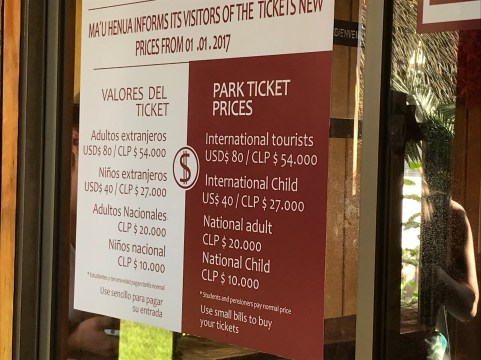 MA'U HENUA INFORMS ITS VISITORS OF THE TICKETS NEW
PRICES FROM 01.01.2017
VALORES DEL
TICKET
Adultos extranjeros
USD$ 80 / CLP $ 54.000
Niños extranjeros
USD$ 40 / CLP $ 27.000
Adultos Nacionales
CLP $ 20.000
Niños nacional
CLP $ 10.000
Use sencillo para pagar
su entrada
$
PARK TICKET
PRICES
International tourists
USD$ 80 / CLP $ 54.000
International Child
US$ 40 / CLP $ 27.000
National adult
CLP $ 20.000
National Child
CLP $ 10.000
* Students and pensioners pay normal price
Use small bills to buy
your tickets